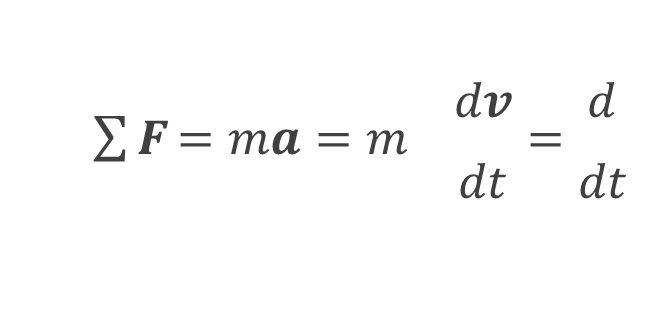 ∑ F = ma = m dv/dt = d/dt